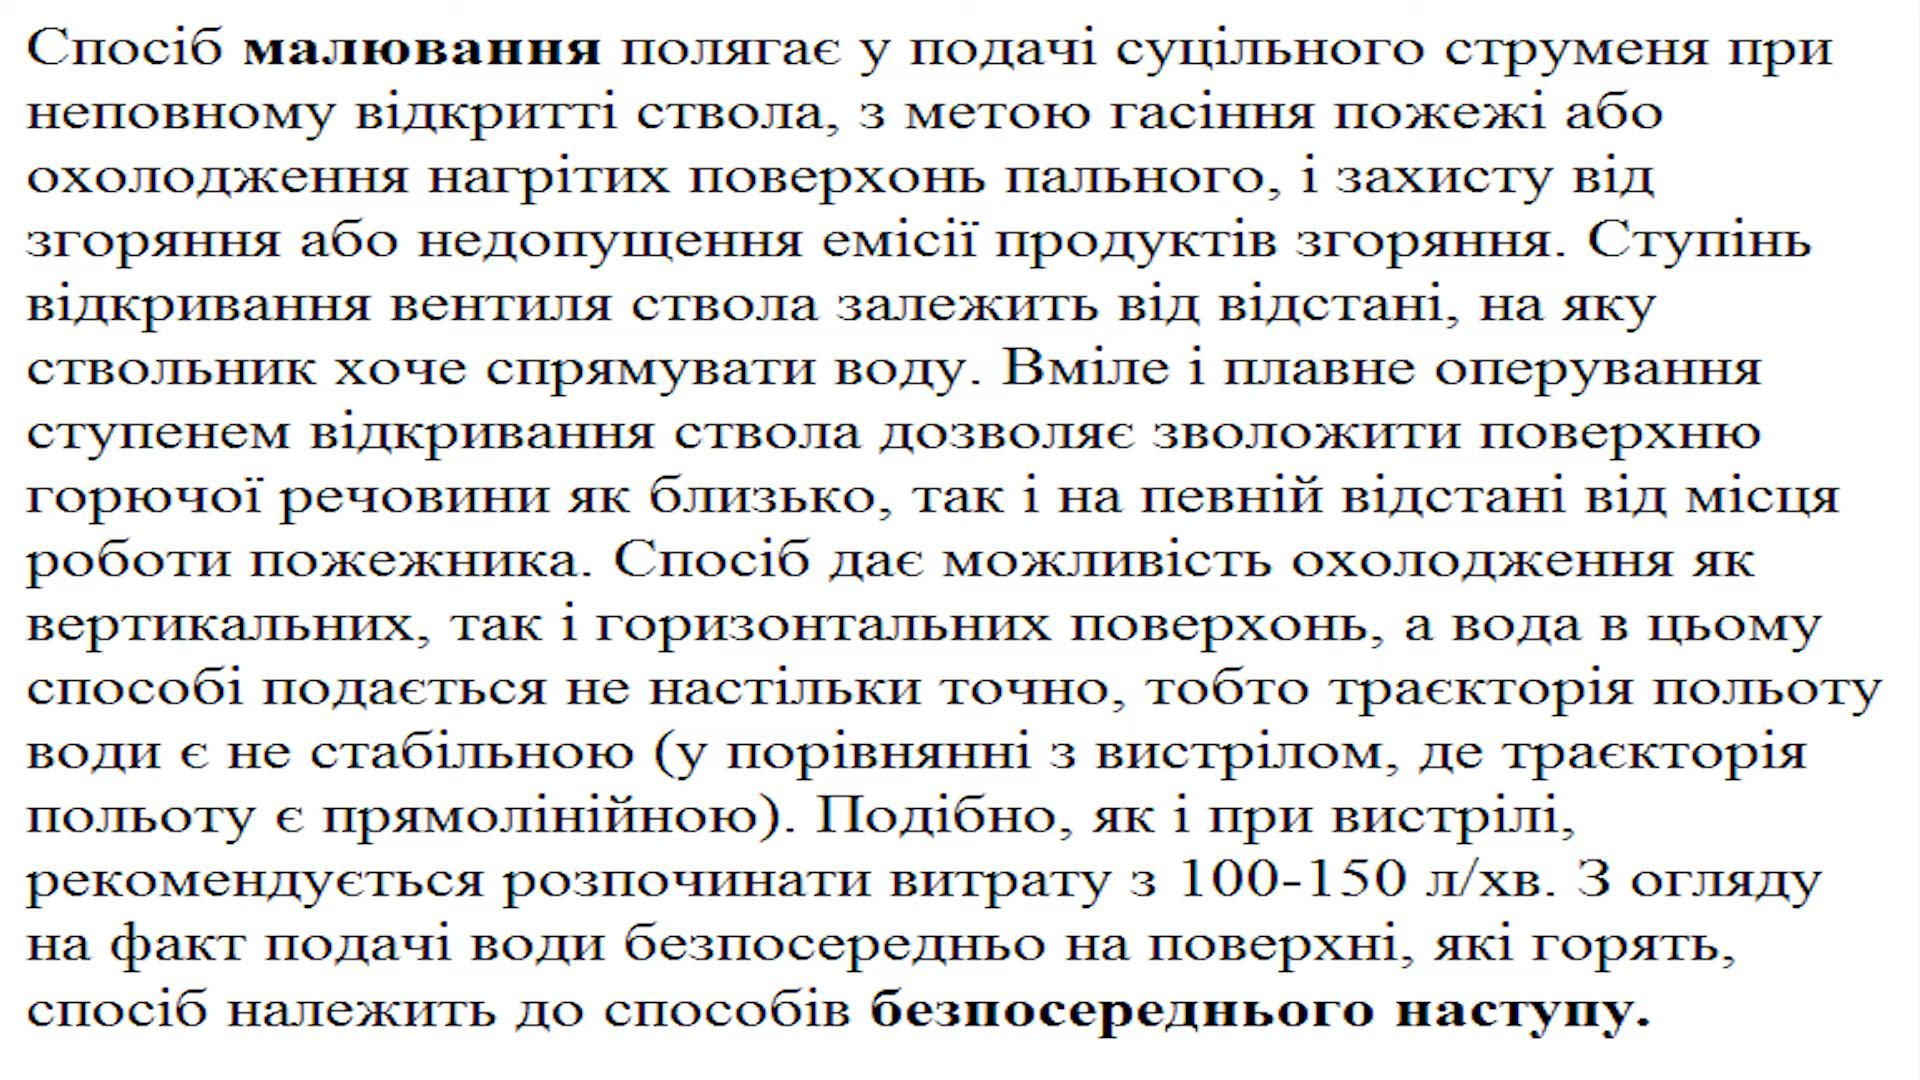 Спосіб малювання полягає у подачі суцільного струменя при
неповному відкритті ствола, з метою гасіння пожежі або
охолодження нагрітих поверхонь пального, і захисту від
згоряння або недопущення емісії продуктів згоряння. Ступінь
відкривання вентиля ствола залежить від відстані, на яку
ствольник хоче спрямувати воду. Вміле і плавне оперування
ступенем відкривання ствола дозволяє зволожити поверхню
горючої речовини як близько, так і на певній відстані від місця
роботи пожежника. Спосіб дає можливість охолодження як
вертикальних, так і горизонтальних поверхонь, а вода в цьому
способі подається не настільки точно, тобто траєкторія польоту
води є не стабільною (у порівнянні з вистрілом, де траєкторія
польоту є прямолінійною). Подібно, як і при вистрілі,
рекомендується розпочинати витрату з 100-150 л/хв. З огляду
на факт подачі води безпосередньо на поверхні, які горять,
спосіб належить до способів безпосереднього наступу.